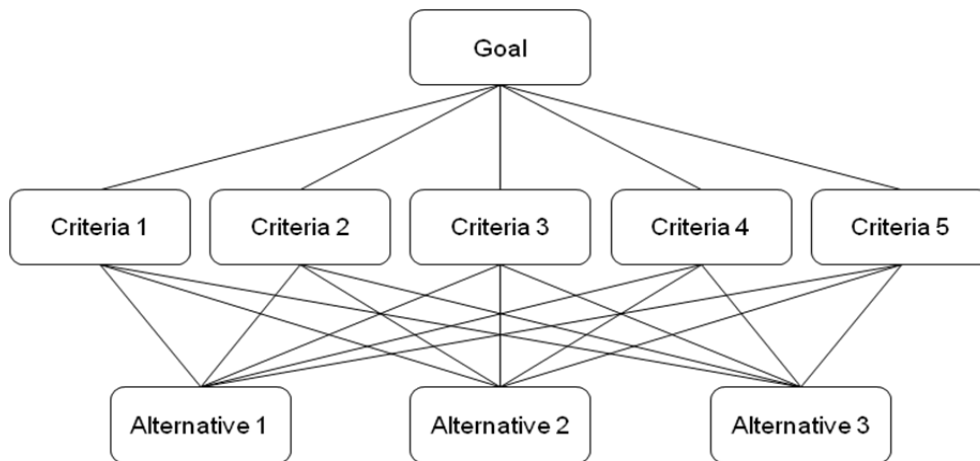 Goal
Criteria 1
Criteria 2
Criteria 3
Criteria 4
Criteria 5
Alternative 1
Alternative 2
Alternative 3